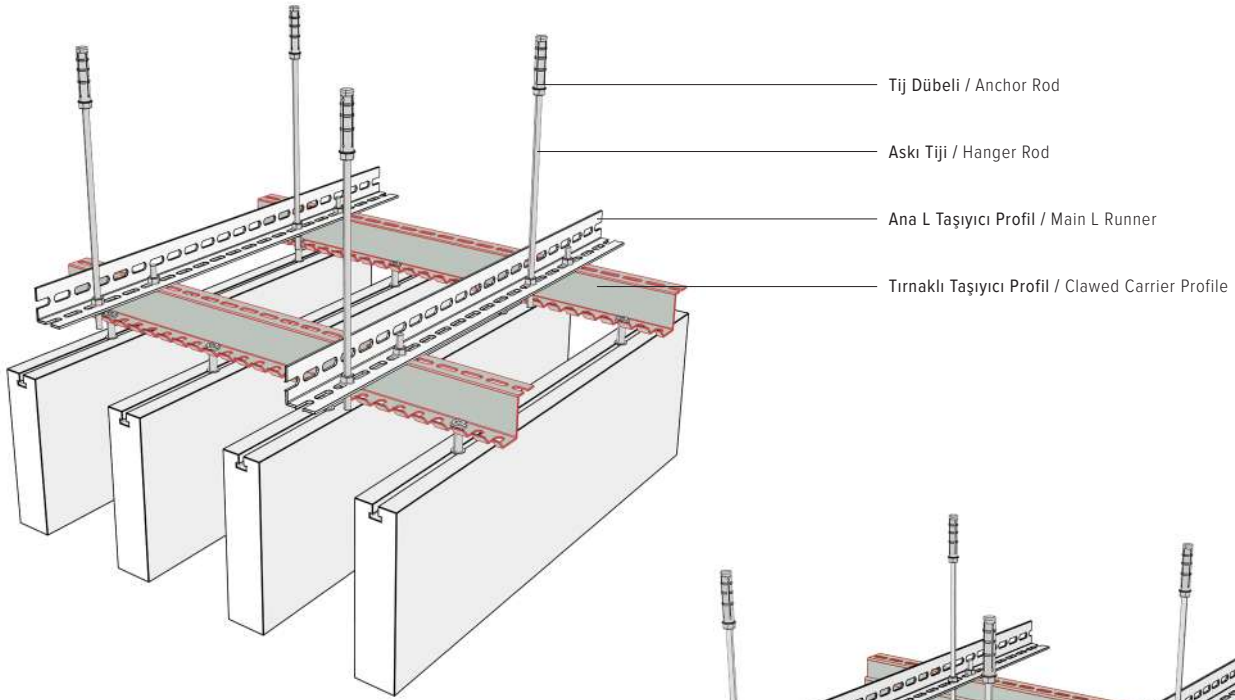 Tij Dübeli / Anchor Rod
Askı Tiji / Hanger Rod
Ana L Taşıyıcı Profil / Main L Runner
Tırnaklı Taşıyıcı Profil / Clawed Carrier Profile